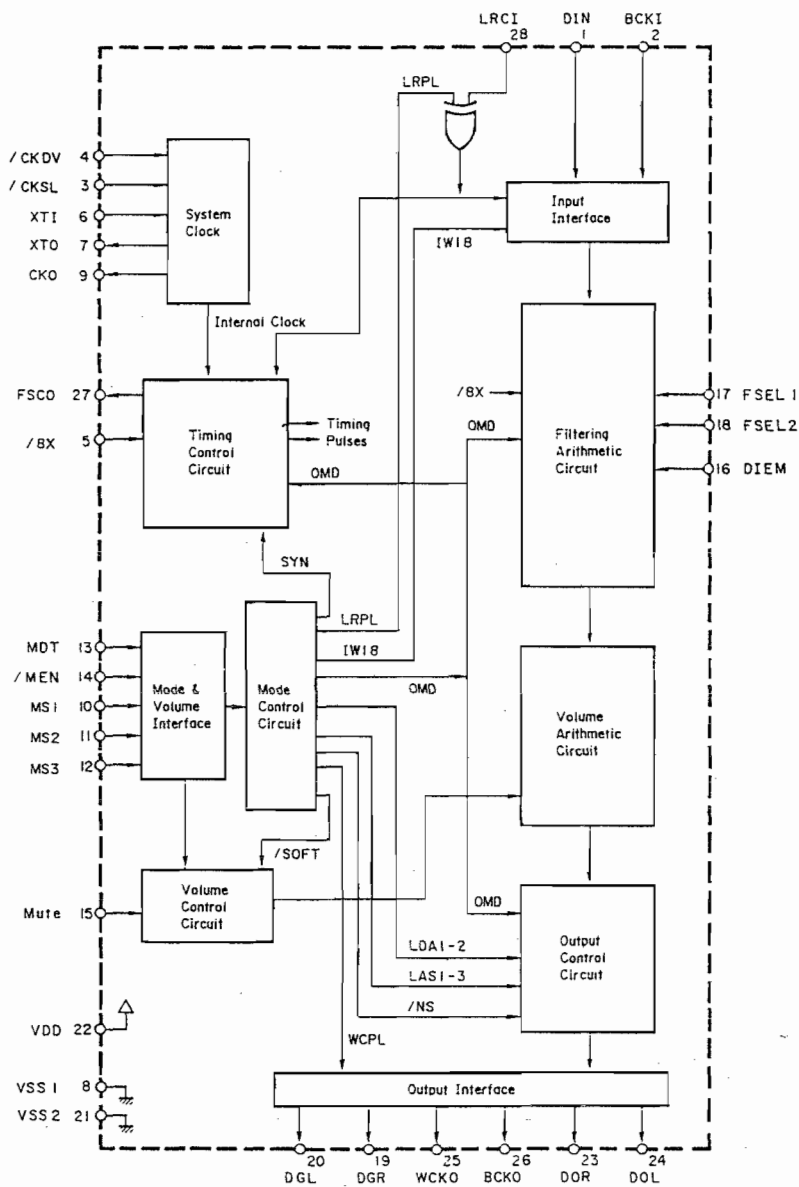 LRCI DIN BCKI
28 1 2
LRPL
/CKDV 4
/CKSL 3
XTI 6
XTO 7
CKO 9
System
Clock
Input
Interface
IW18
Internal Clock
FSCO 27
/8X 5
Timing
Control
Circuit
Timing
Pulses
OMD
/8X
OMD
Filtering
Arithmetic
Circuit
17 FSEL1
18 FSEL2
16 DIEM
SYN
LRPL
IW18
OMD
MDT 13
/MEN 14
MS1 10
MS2 11
MS3 12
Mode &
Volume
Interface
Mode
Control
Circuit
Volume
Arithmetic
Circuit
/SOFT
Mute 15
Volume
Control
Circuit
OMD
LOA1-2
LAS1-3
/NS
WCPL
Output
Control
Circuit
VDD 22
VSS1 8
VSS2 21
Output Interface
20 19 25 26 23 24
DGL DGR WCKO BCKO DOR DOL